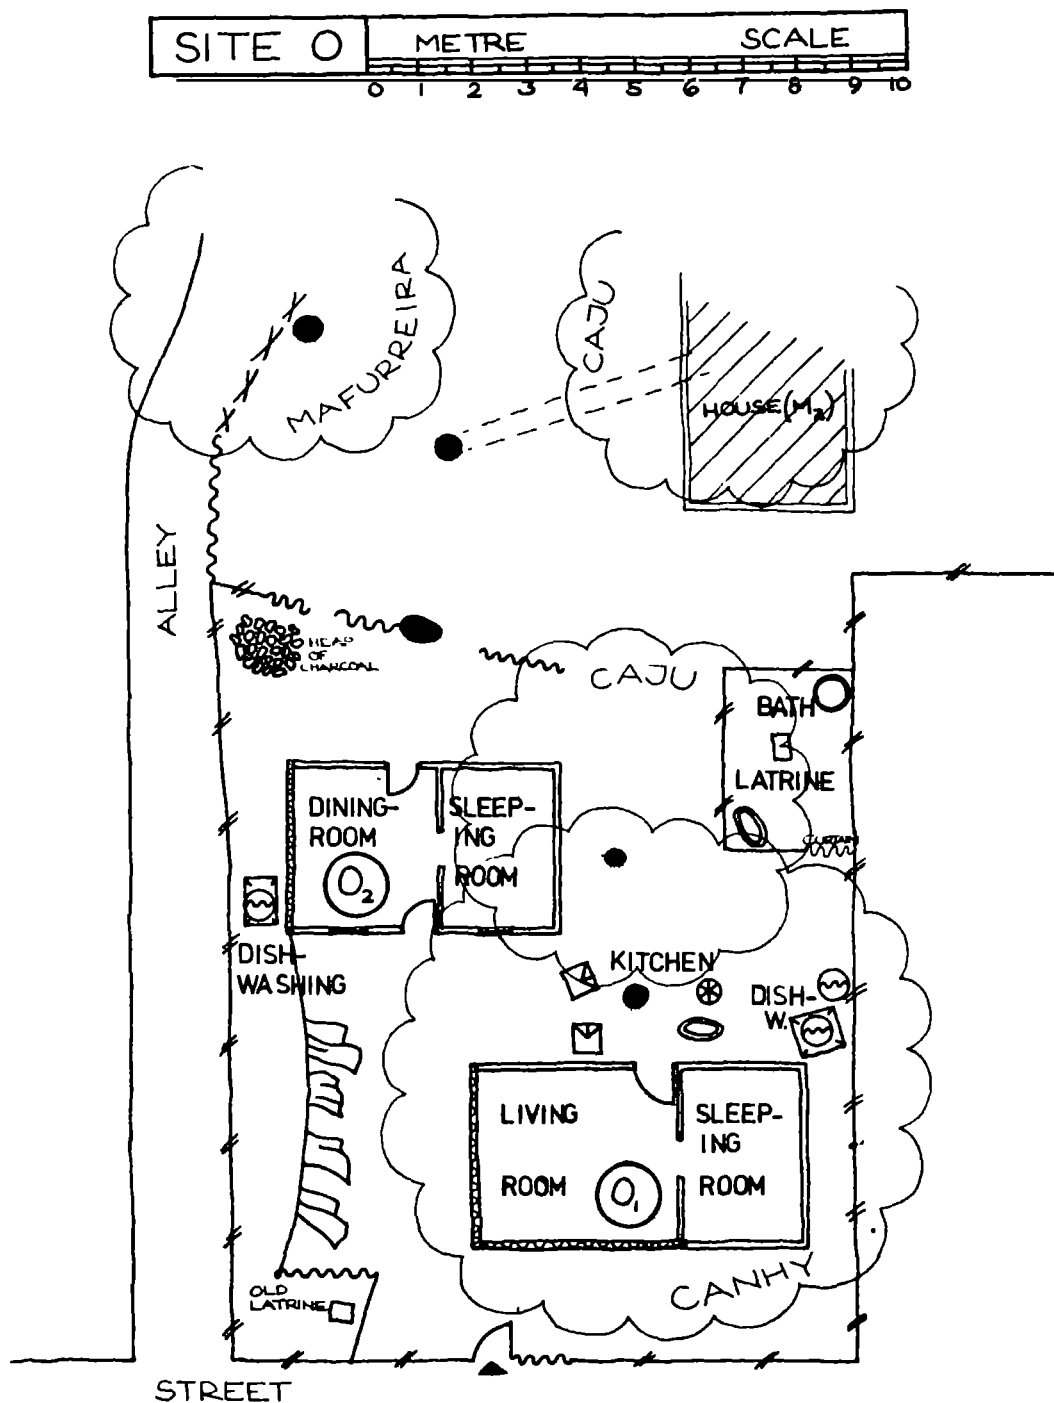 SITE O
METRE SCALE
0 1 2 3 4 5 6 7 8 9 10
MAFURREIRA
CAJU
HOUSE (M2)
ALLEY
HEAP
OF
CHARCOAL
CAJU
BATH
LATRINE
CURTAIN
DINING-
ROOM
O2
SLEEP-
ING
ROOM
DISH-
WASHING
KITCHEN
DISH-
W.
LIVING
ROOM
O1
SLEEP-
ING
ROOM
CANHY
OLD
LATRINE
STREET